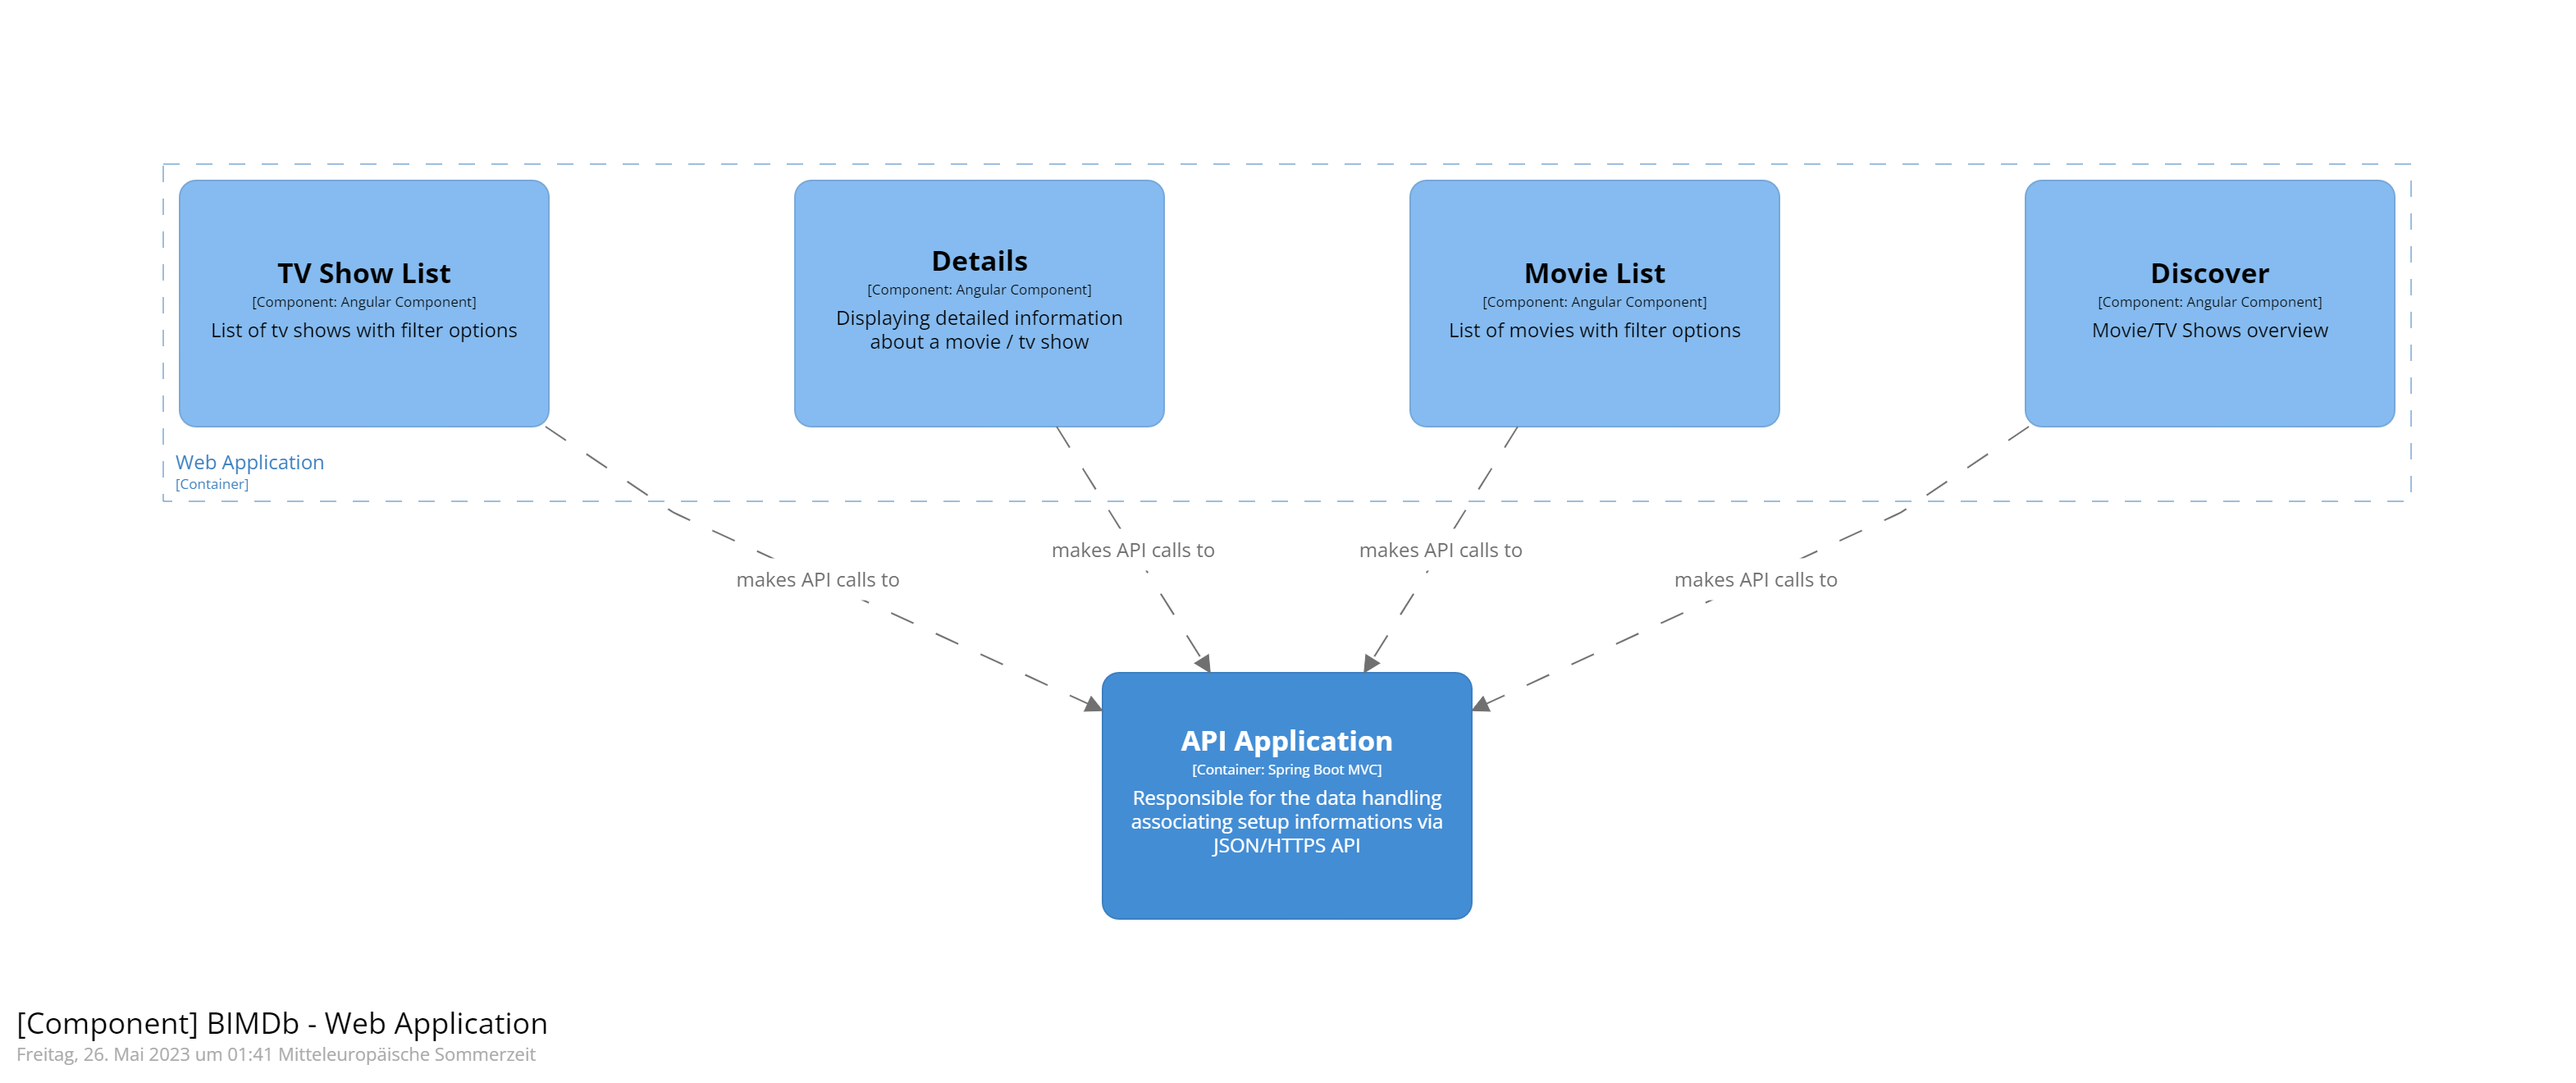 TV Show List
[Component: Angular Component]
List of tv shows with filter options
Details
[Component: Angular Component]
Displaying detailed information
about a movie / tv show
Movie List
[Component: Angular Component]
List of movies with filter options
Discover
[Component: Angular Component]
Movie/TV Shows overview
Web Application
[Container]
makes API calls to
makes API calls to
makes API calls to
makes API calls to
API Application
[Container: Spring Boot MVC]
Responsible for the data handling
associating setup informations via
JSON/HTTPS API
[Component] BIMDb - Web Application
Freitag, 26. Mai 2023 um 01:41 Mitteleuropäische Sommerzeit